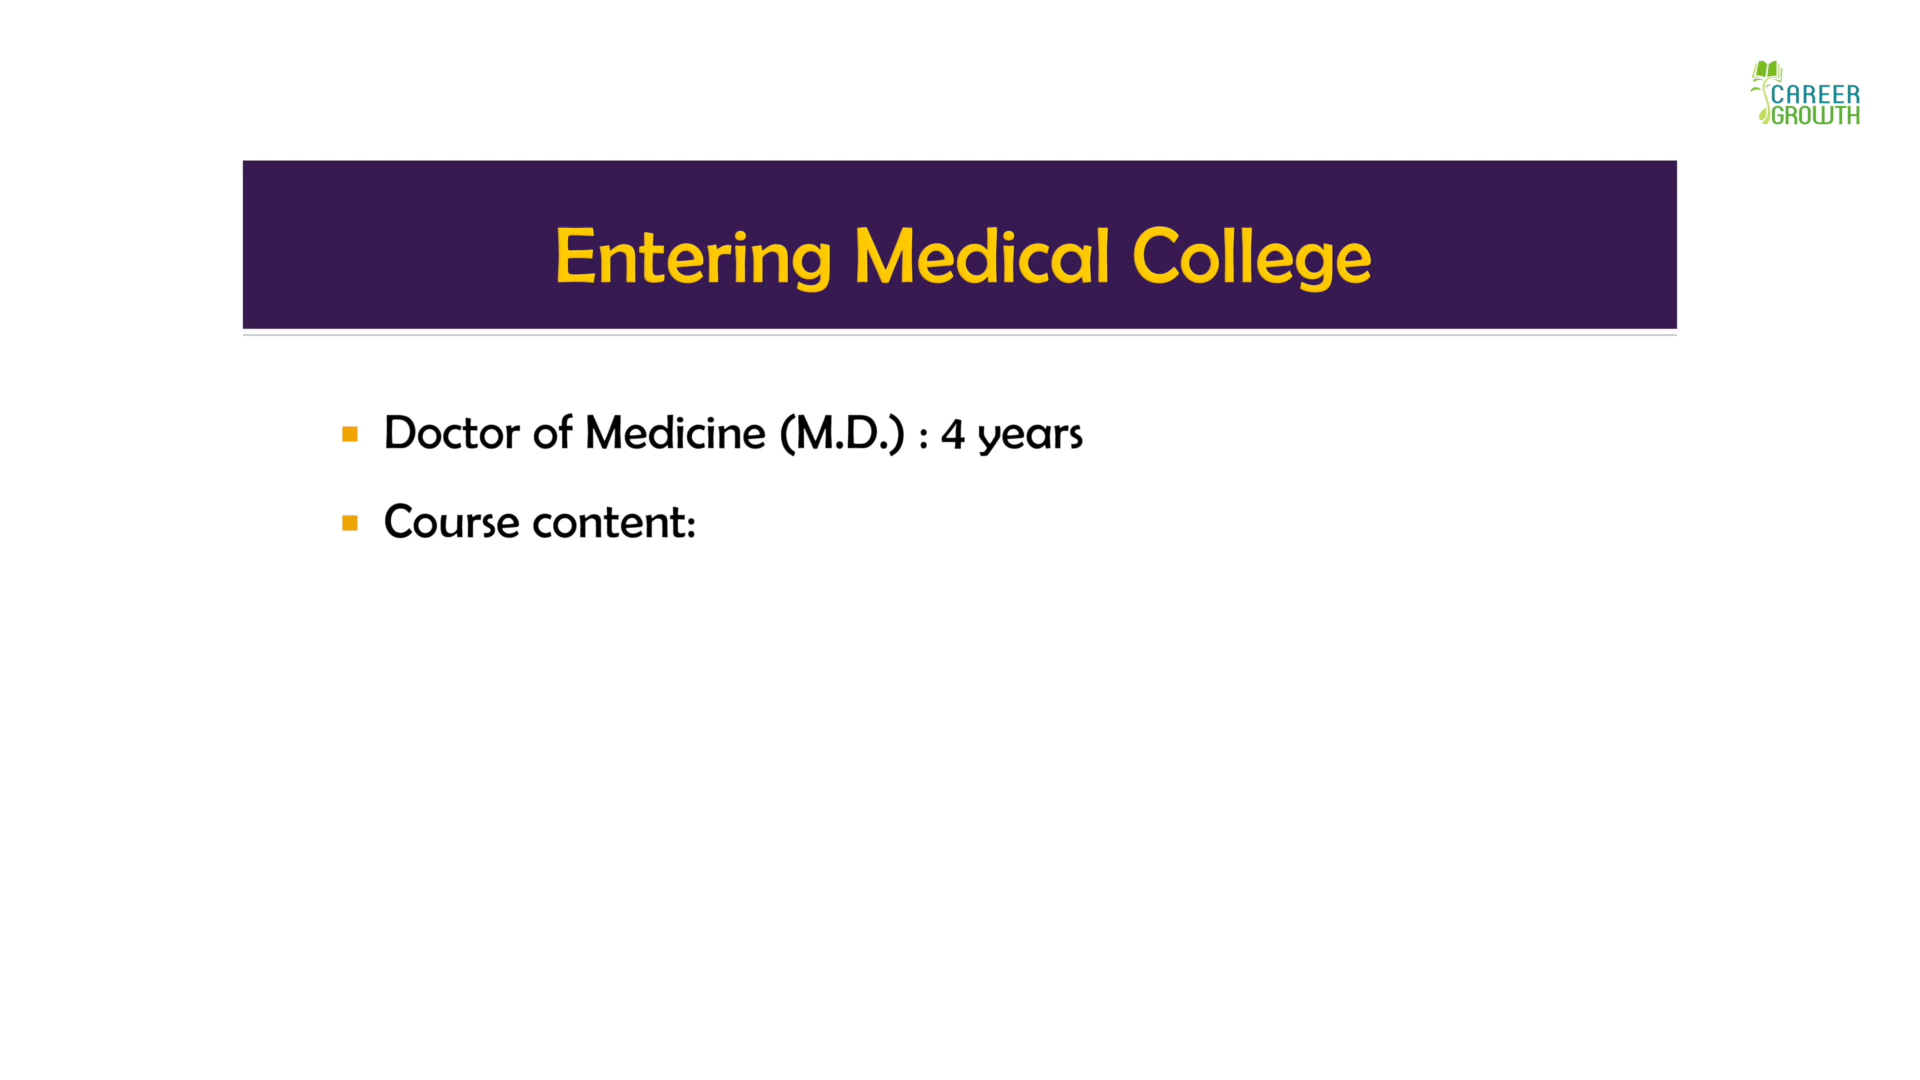 CAREER
GROWTH
Entering Medical College
Doctor of Medicine (M.D.) : 4 years
Course content: